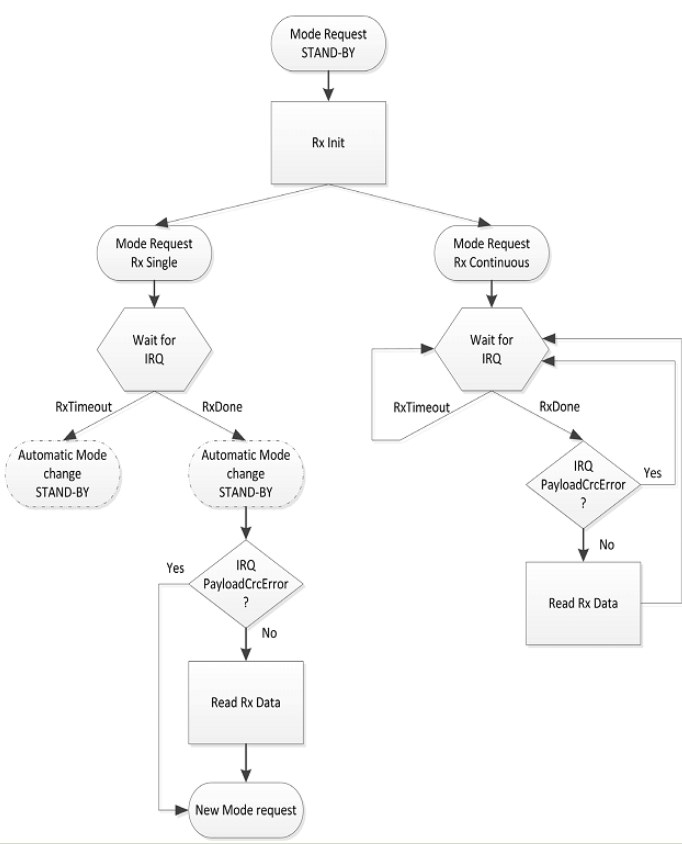 Mode Request
STAND-BY
Rx Init
Mode Request
Rx Single
Mode Request
Rx Continuous
Wait for
IRQ
Wait for
IRQ
RxTimeout
RxDone
RxTimeout
RxDone
Automatic Mode
change
STAND-BY
Automatic Mode
change
STAND-BY
IRQ
PayloadCrcError
?
Yes
No
Read Rx Data
Yes
IRQ
PayloadCrcError
?
No
Read Rx Data
New Mode request